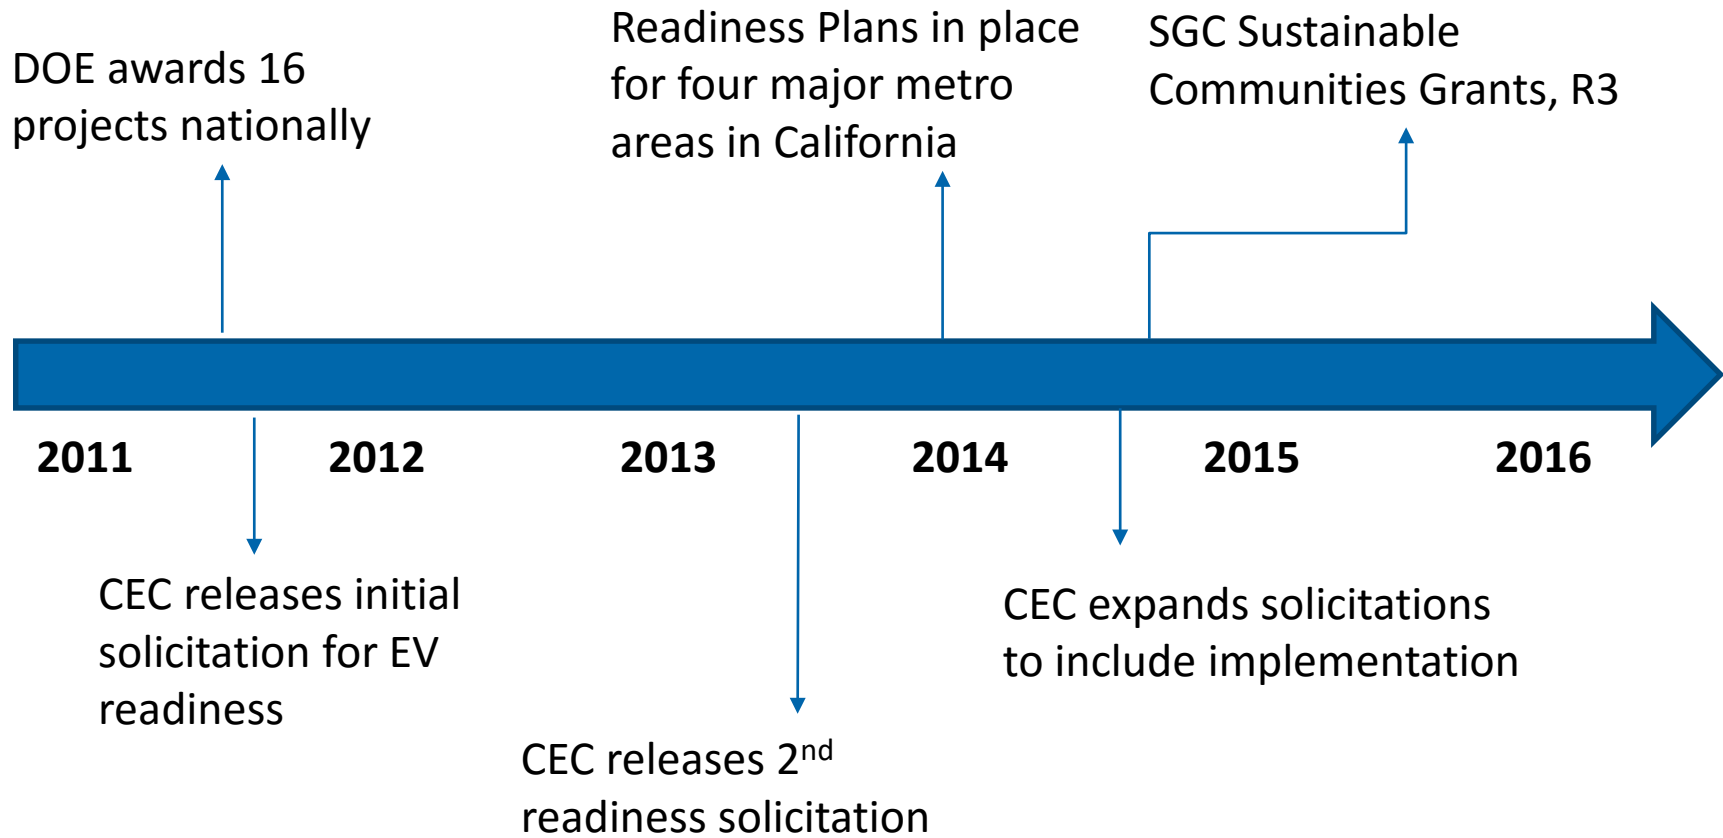 DOE awards 16
projects nationally
Readiness Plans in place
for four major metro
areas in California
SGC Sustainable
Communities Grants, R3
2011
2012
2013
2014
2015
2016
CEC releases initial
solicitation for EV
readiness
CEC releases 2nd
readiness solicitation
CEC expands solicitations
to include implementation